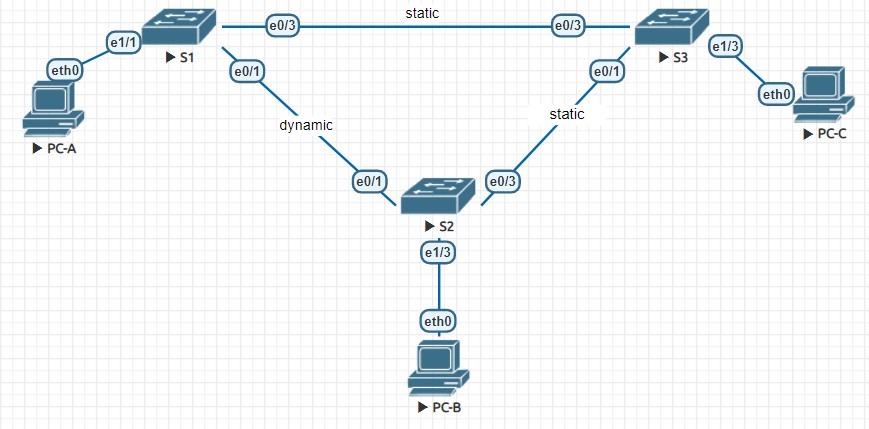 static
e0/3
e0/3
e1/1
S1
S3
e1/3
eth0
e0/1
e0/1
eth0
PC-A
dynamic
static
PC-C
e0/1
e0/3
S2
e1/3
eth0
PC-B